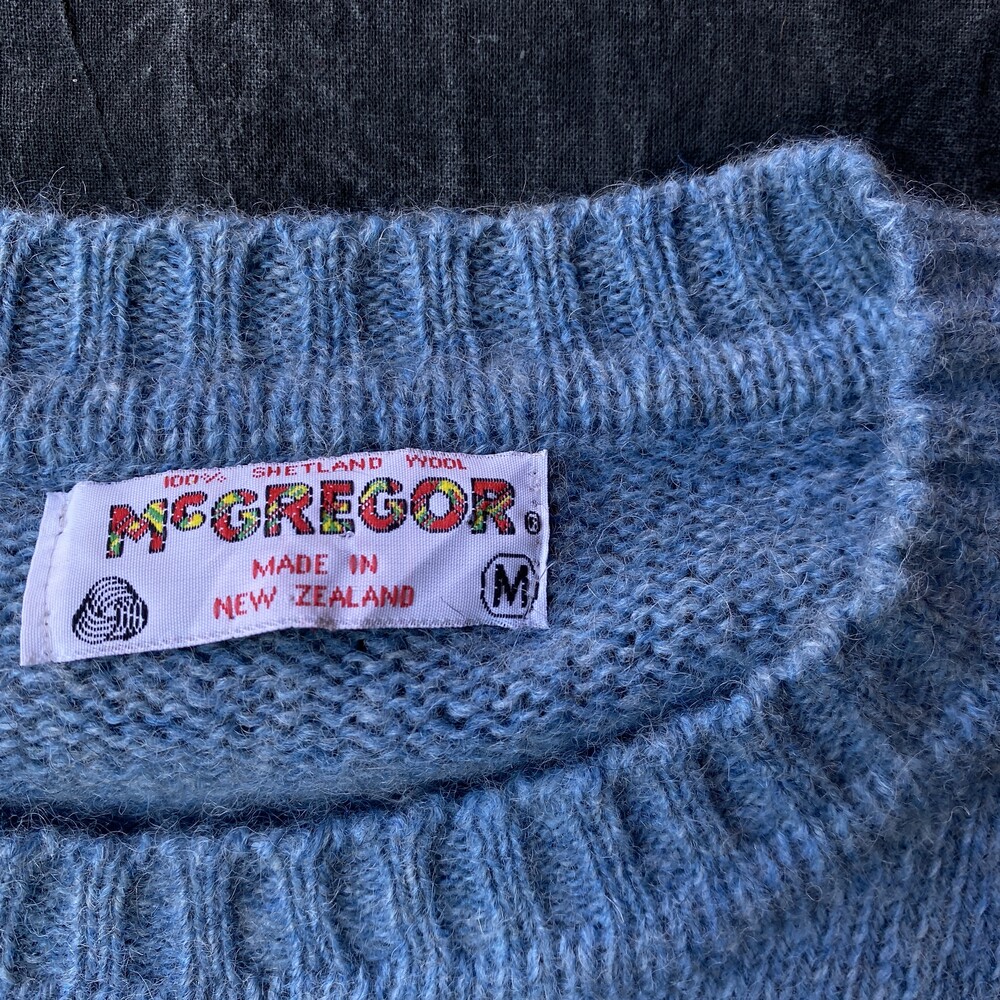 100% SHETLAND WOOL
McGREGOR®
MADE IN
NEW ZEALAND
M